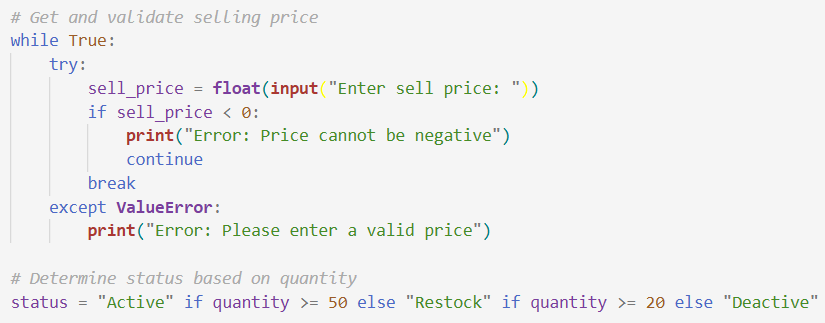 # Get and validate selling price
while True:
    try:
        sell_price = float(input("Enter sell price: "))
        if sell_price < 0:
            print("Error: Price cannot be negative")
            continue
        break
    except ValueError:
        print("Error: Please enter a valid price")

# Determine status based on quantity
status = "Active" if quantity >= 50 else "Restock" if quantity >= 20 else "Deactive"